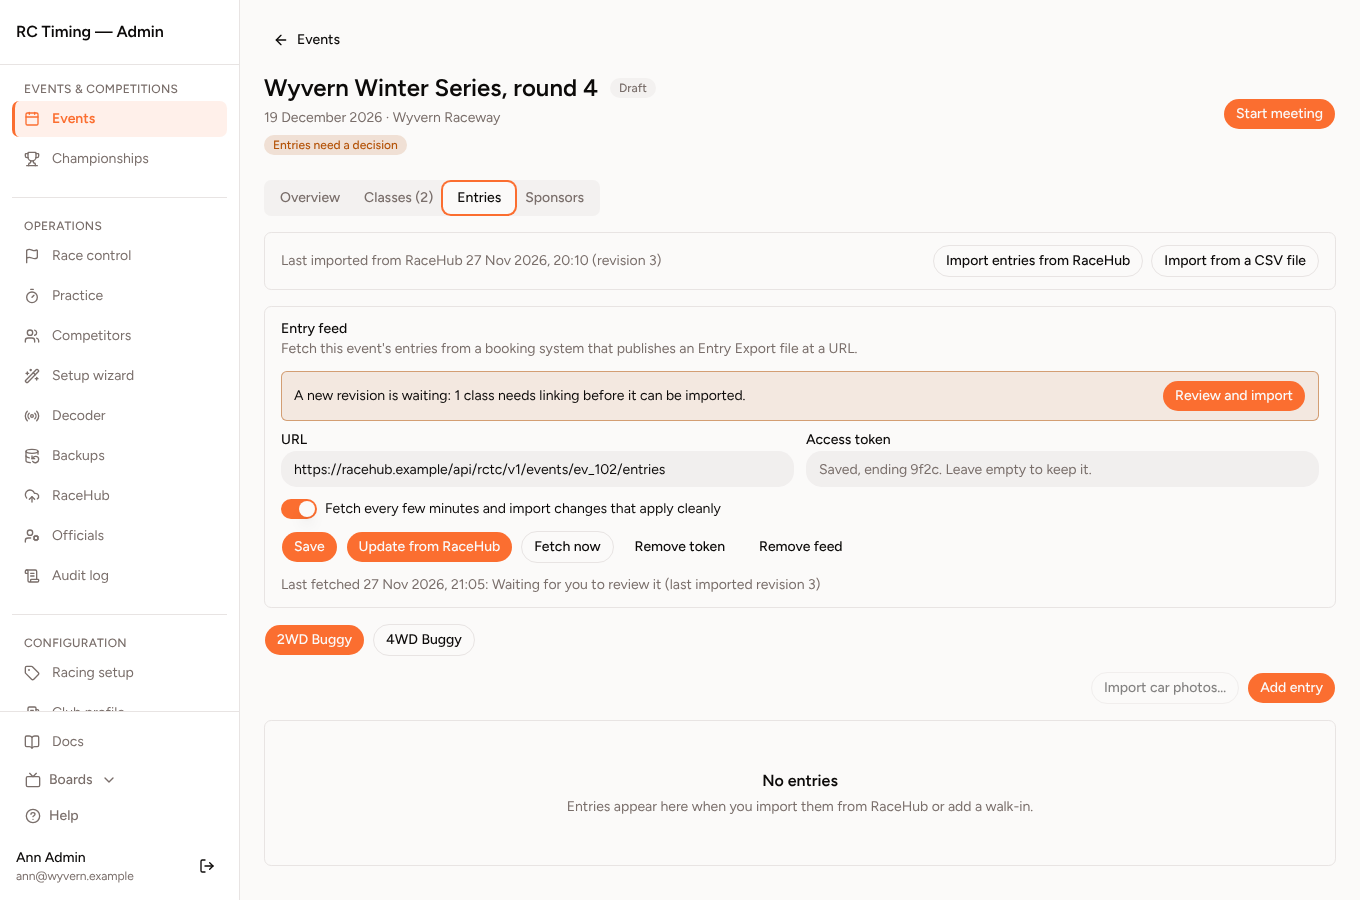 RC Timing — Admin
EVENTS & COMPETITIONS
Events
Championships
OPERATIONS
Race control
Practice
Competitors
Setup wizard
Decoder
Backups
RaceHub
Officials
Audit log
CONFIGURATION
Racing setup
Club profile
Docs
Boards
Help
Ann Admin
ann@wyvern.example
Events
Wyvern Winter Series, round 4 Draft
19 December 2026 · Wyvern Raceway
Entries need a decision
Start meeting
Overview Classes (2) Entries Sponsors
Last imported from RaceHub 27 Nov 2026, 20:10 (revision 3) Import entries from RaceHub Import from a CSV file
Entry feed
Fetch this event's entries from a booking system that publishes an Entry Export file at a URL.
A new revision is waiting: 1 class needs linking before it can be imported. Review and import
URL Access token
https://racehub.example/api/rctc/v1/events/ev_102/entries Saved, ending 9f2c. Leave empty to keep it.
Fetch every few minutes and import changes that apply cleanly
Save Update from RaceHub Fetch now Remove token Remove feed
Last fetched 27 Nov 2026, 21:05: Waiting for you to review it (last imported revision 3)
2WD Buggy 4WD Buggy
Import car photos... Add entry
No entries
Entries appear here when you import them from RaceHub or add a walk-in.